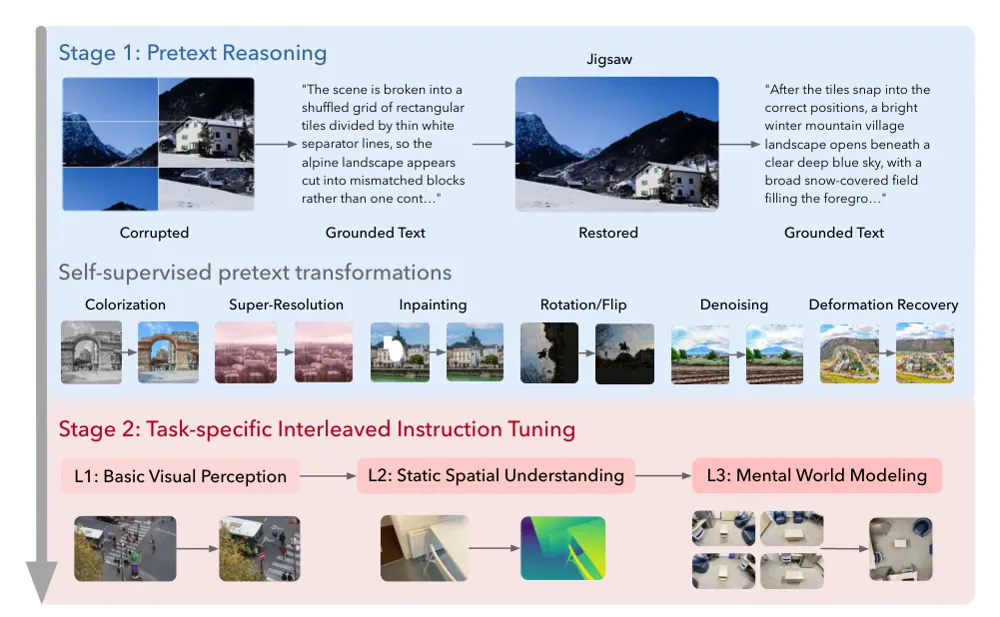 Stage 1: Pretext Reasoning
Jigsaw
"The scene is broken into a
shuffled grid of rectangular
tiles divided by thin white
separator lines, so the
alpine landscape appears
cut into mismatched blocks
rather than one cont…"
"After the tiles snap into the
correct positions, a bright
winter mountain village
landscape opens beneath a
clear deep blue sky, with a
broad snow-covered field
filling the foregro…"
Corrupted
Grounded Text
Restored
Grounded Text
Self-supervised pretext transformations
Colorization
Super-Resolution
Inpainting
Rotation/Flip
Denoising
Deformation Recovery
Stage 2: Task-specific Interleaved Instruction Tuning
L1: Basic Visual Perception
L2: Static Spatial Understanding
L3: Mental World Modeling